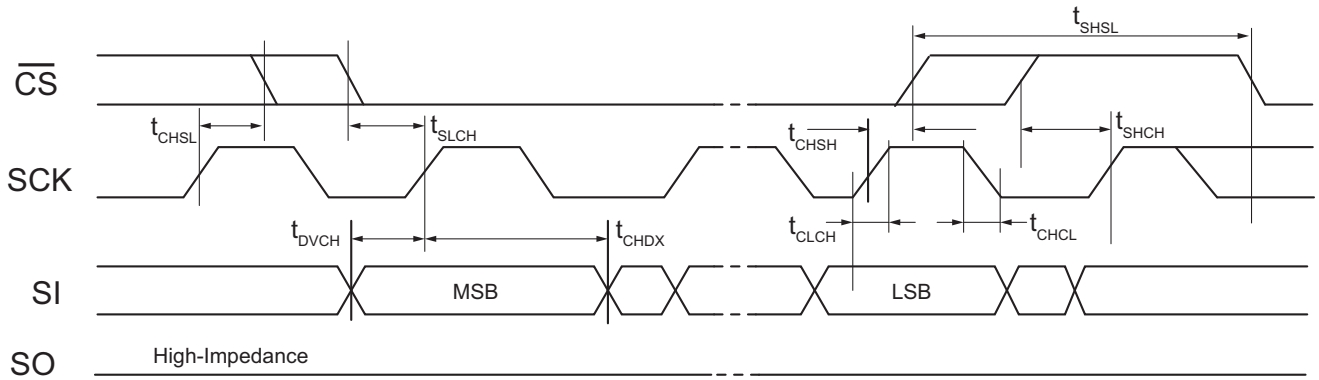 tSHSL
CS
tCHSL
tSLCH
tCHSH
tSHCH
SCK
tDVCH
tCHDX
tCLCH
tCHCL
SI
MSB
LSB
SO
High-Impedance